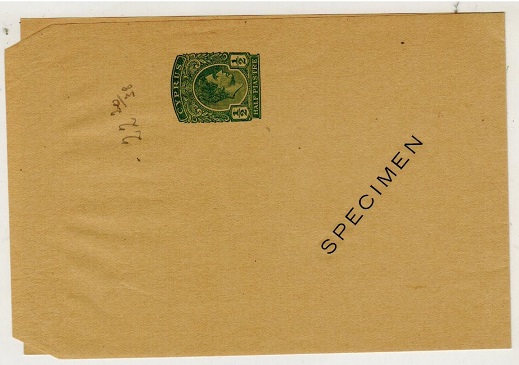 CYPRUS
½ ½
HALF PIASTRE
SPECIMEN